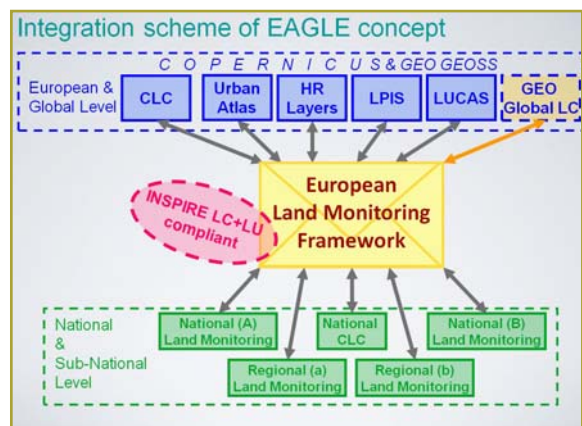 Integration scheme of EAGLE concept
C O P E R N I C U S & GEO GEOSS
European &
Global Level
CLC
Urban
Atlas
HR
Layers
LPIS
LUCAS
GEO
Global LC
INSPIRE LC+LU
compliant
European
Land Monitoring
Framework
National
&
Sub-National
Level
National (A)
Land Monitoring
National
CLC
National (B)
Land Monitoring
Regional (a)
Land Monitoring
Regional (b)
Land Monitoring